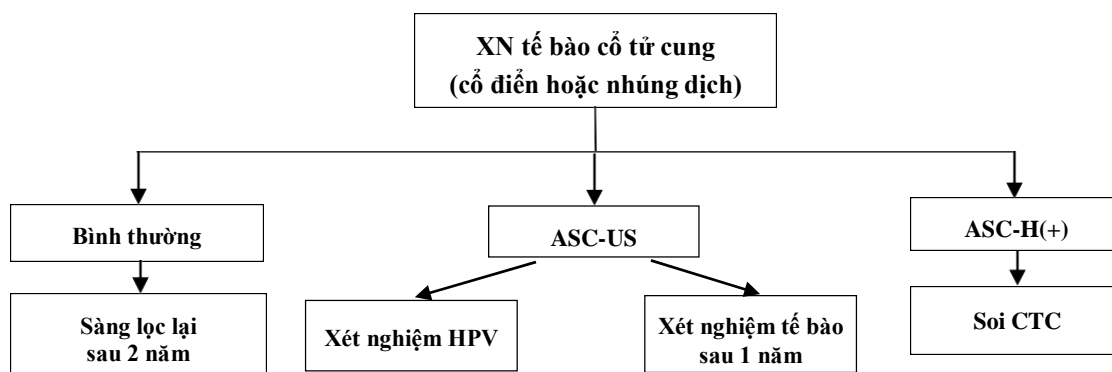 XN tế bào cổ tử cung
(cổ điển hoặc nhúng dịch)
Bình thường
ASC-US
ASC-H(+)
Sàng lọc lại
sau 2 năm
Xét nghiệm HPV
Xét nghiệm tế bào
sau 1 năm
Soi CTC